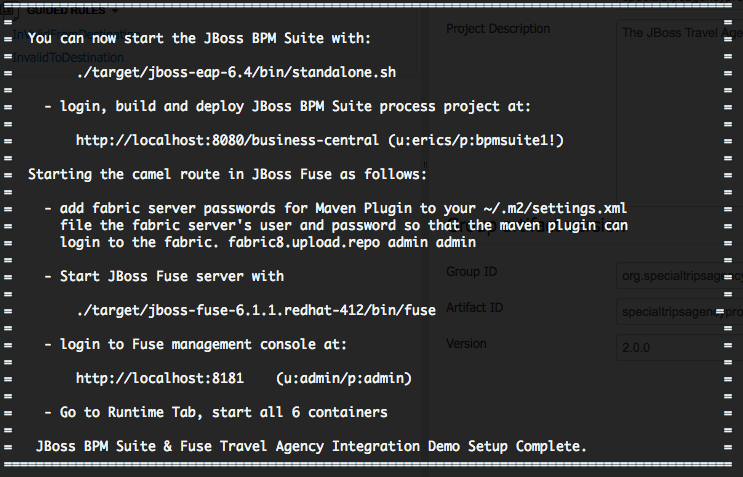 GUIDED RULES
You can now start the JBoss BPM Suite with:
InvalidToDestination
./target/jboss-eap-6.4/bin/standalone.sh
- login, build and deploy JBoss BPM Suite process project at:
http://localhost:8080/business-central (u:erics/p:bpmsuite1!)
Starting the camel route in JBoss Fuse as follows:
- add fabric server passwords for Maven Plugin to your ~/.m2/settings.xml
file the fabric server's user and password so that the maven plugin can
login to the fabric. fabric8.upload.repo admin admin
- Start JBoss Fuse server with
./target/jboss-fuse-6.1.1.redhat-412/bin/fuse
- login to Fuse management console at:
http://localhost:8181 (u:admin/p:admin)
- Go to Runtime Tab, start all 6 containers
JBoss BPM Suite & Fuse Travel Agency Integration Demo Setup Complete.
Project Description
The JBoss Travel Age
Group ID
org.specialtripsagency
Artifact ID
specialtripsagencypro
Version
2.0.0